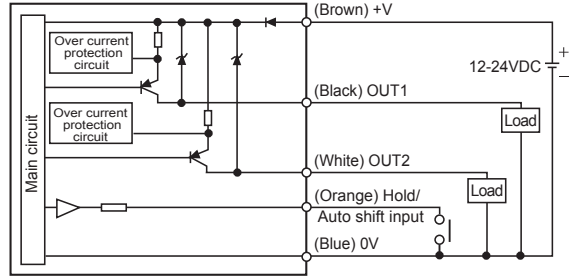 (Brown) +V
Over current
protection
circuit
12-24VDC
+
−
(Black) OUT1
Load
Over current
protection
circuit
Main circuit
(White) OUT2
Load
(Orange) Hold/
Auto shift input
(Blue) 0V